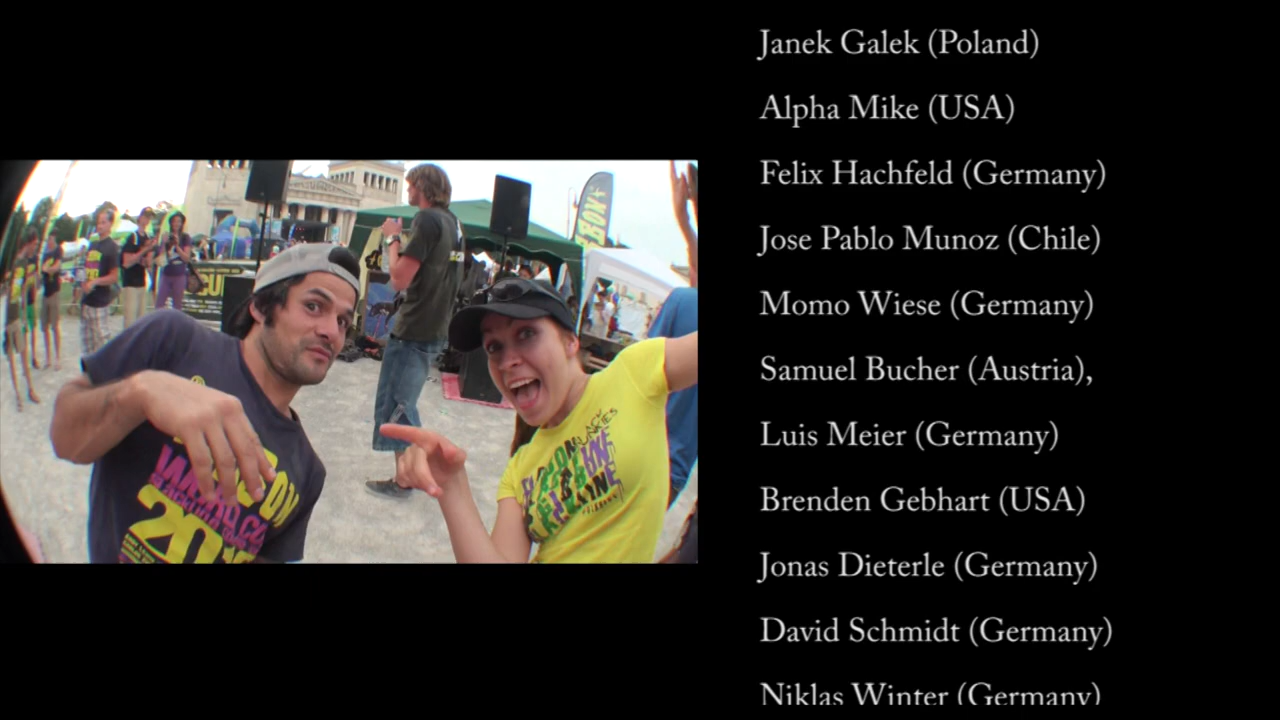 Janek Galek (Poland)
Alpha Mike (USA)
Felix Hachfeld (Germany)
Jose Pablo Munoz (Chile)
Momo Wiese (Germany)
Samuel Bucher (Austria),
Luis Meier (Germany)
Brenden Gebhart (USA)
Jonas Dieterle (Germany)
David Schmidt (Germany)
Niklas Winter (Germany)